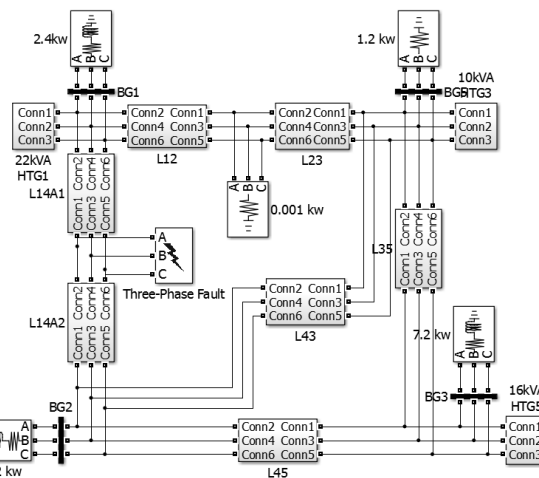 2.4kw
A B C
BG1
1.2 kw
A B C
10kVA
HTG3
Conn1
Conn2
Conn3
22kVA
HTG1
Conn2 Conn1
Conn4 Conn3
Conn6 Conn5
L12
Conn2 Conn1
Conn4 Conn3
Conn6 Conn5
L23
Conn1
Conn2
Conn3
Conn2
Conn4
Conn6
L14A1
Conn1
Conn3
Conn5
A B C
0.001 kw
A
B
C
Three-Phase Fault
Conn2
Conn4
Conn6
L35
Conn1
Conn3
Conn5
Conn2
Conn4
Conn6
L14A2
Conn1
Conn3
Conn5
Conn2 Conn1
Conn4 Conn3
Conn6 Conn5
L43
7.2 kw
A B C
BG3
BG2
A
B
C
kw
Conn2 Conn1
Conn4 Conn3
Conn6 Conn5
L45
16kVA
HTG5
Conn1
Conn2
Conn3